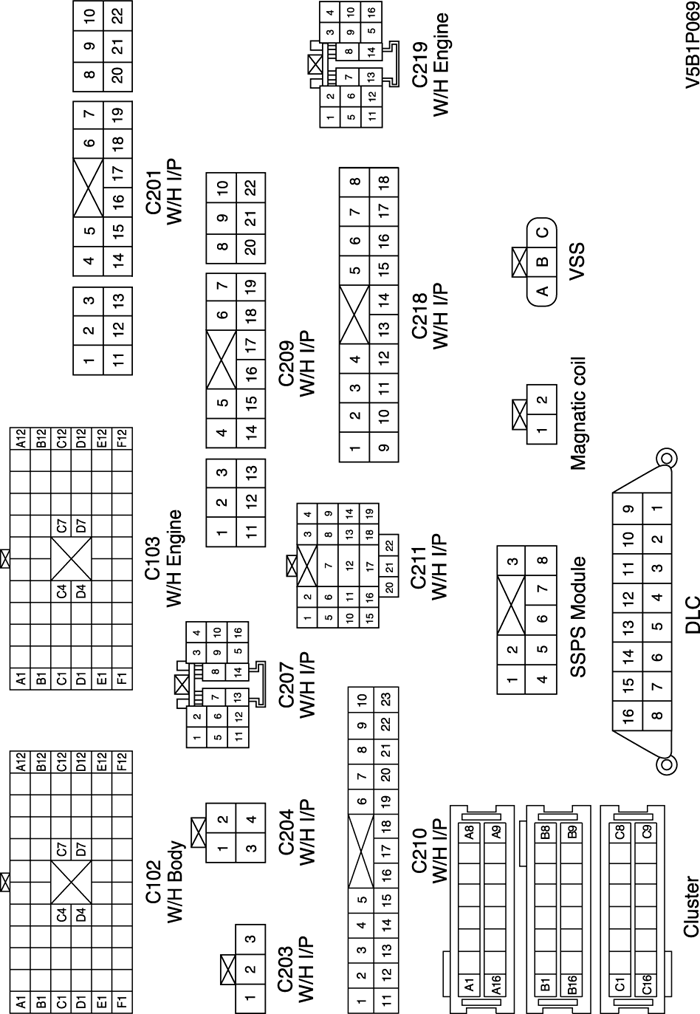 A1 A12
B1 B12
C1 C4 C7 C12
D1 D4 D7 D12
E1 E12
F1 F12
C102
W/H Body
A1 A12
B1 B12
C1 C4 C7 C12
D1 D4 D7 D12
E1 E12
F1 F12
C103
W/H Engine
1 2 3 4 5 6 7 8 9 10
11 12 13 14 15 16 17 18 19 20 21 22
C201
W/H I/P
1 2 3
C203
W/H I/P
1 2
3 4
C204
W/H I/P
1 2 3 4
5 6 7 8 9 10
11 12 13 14 5 16
C207
W/H I/P
1 2 3 4 5 6 7 8 9 10
11 12 13 14 15 16 17 18 19 20 21 22
C209
W/H I/P
1 2 3 4
5 6 7 8 9 10
11 12 13 14 5 16
C219
W/H Engine
1 2 3 4 5 6 7 8 9 10
11 12 13 14 15 16 17 18 19 20 21 22 23
C210
W/H I/P
1 2 3 4
5 6 7 8 9
10 11 12 13 14
15 16 17 18 19
20 21 22
C211
W/H I/P
1 2 3 4 5 6 7 8
9 10 11 12 13 14 15 16 17 18
C218
W/H I/P
A1 A8
A16 A9
B1 B8
B16 B9
C1 C8
C16 C9
Cluster
1 2 3
4 5 6 7 8
SSPS Module
1 2
Magnatic coil
A B C
VSS
16 15 14 13 12 11 10 9
8 7 6 5 4 3 2 1
DLC
V5B1P069